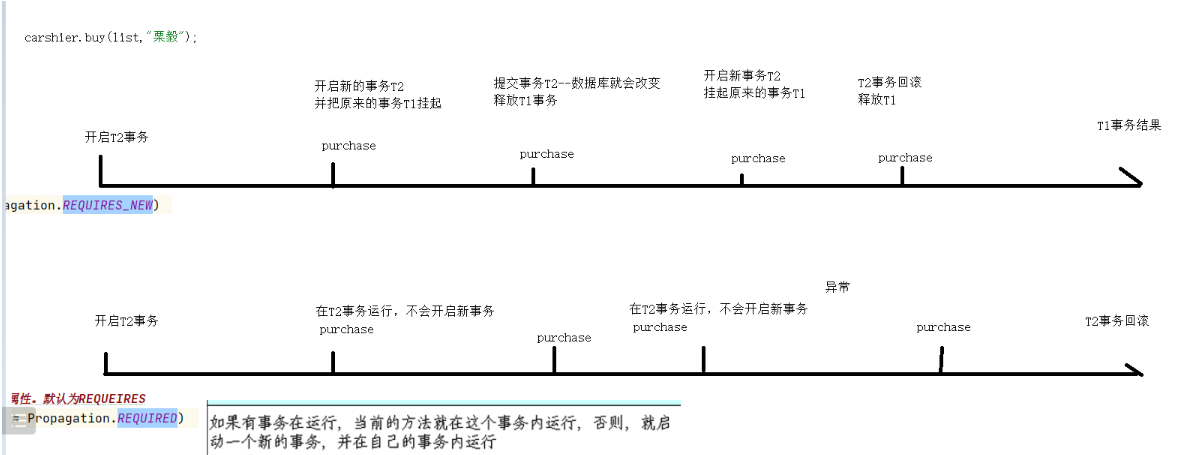 carshier.buy(list,"栗毅");
开启新的事务T2
并把原来的事务T1挂起
提交事务T2--数据库就会改变
释放T1事务
开启新事务T2
挂起原来的事务T1
T2事务回滚
释放T1
开启T2事务
T1事务结果
purchase
purchase
purchase
purchase
agation.REQUIRES_NEW)
异常
在T2事务运行，不会开启新事务
purchase
在T2事务运行，不会开启新事务
purchase
开启T2事务
purchase
purchase
T2事务回滚
属性。默认为REQUEIRES
= Propagation.REQUIRED)
如果有事务在运行，当前的方法就在这个事务内运行，否则，就启
动一个新的事务，并在自己的事务内运行